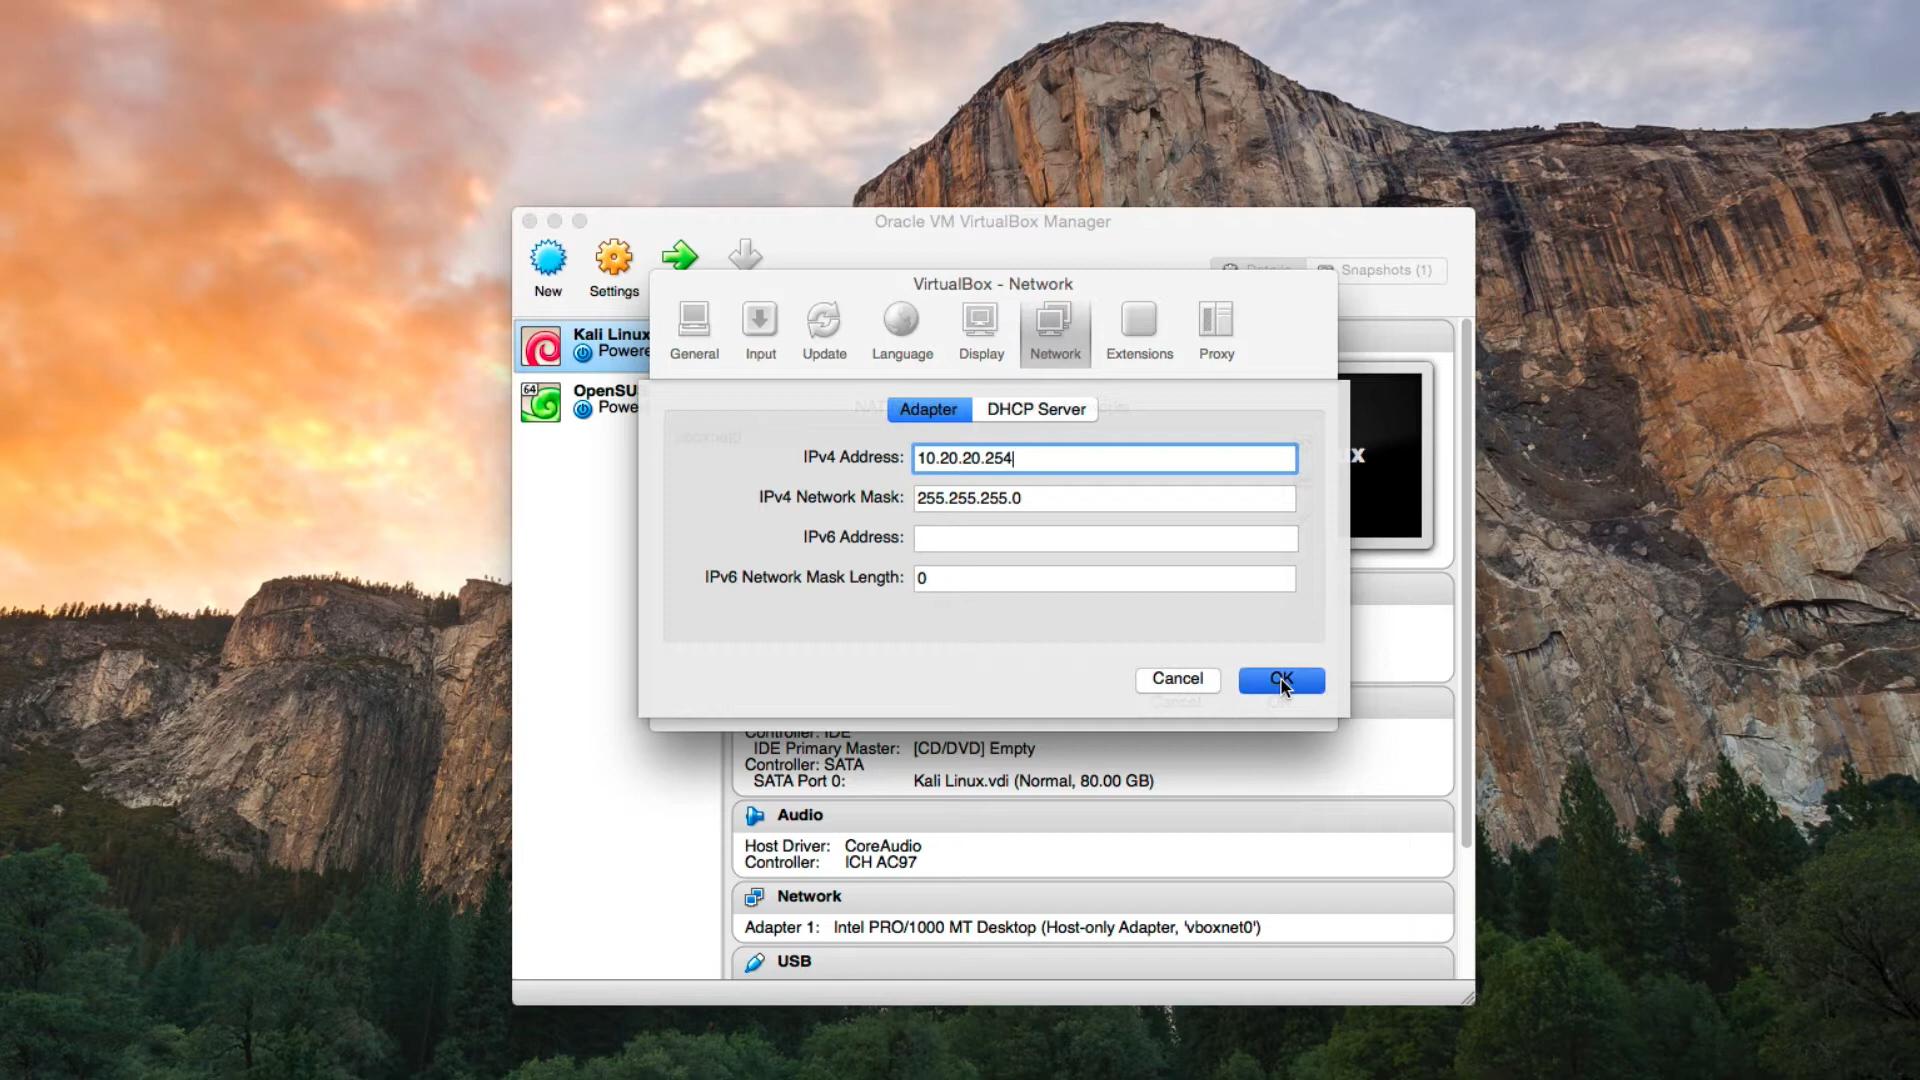 Oracle VM VirtualBox Manager
New
Settings
Details
Snapshots (1)
VirtualBox - Network
General
Input
Update
Language
Display
Network
Extensions
Proxy
Kali Linux
Powere
64
OpenSU
Powe
Adapter
DHCP Server
IPv4 Address:
10.20.20.254
IPv4 Network Mask:
255.255.255.0
IPv6 Address:
IPv6 Network Mask Length:
0
Cancel
OK
x
Controller: IDE
IDE Primary Master: [CD/DVD] Empty
Controller: SATA
SATA Port 0: Kali Linux.vdi (Normal, 80.00 GB)
Audio
Host Driver: CoreAudio
Controller: ICH AC97
Network
Adapter 1: Intel PRO/1000 MT Desktop (Host-only Adapter, 'vboxnet0')
USB